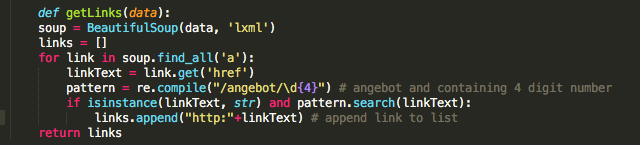 def getLinks(data):
soup = BeautifulSoup(data, 'lxml')
links = []
for link in soup.find_all('a'):
    linkText = link.get('href')
    pattern = re.compile("/angebot/\d{4}") # angebot and containing 4 digit number
    if isinstance(linkText, str) and pattern.search(linkText):
        links.append("http:"+linkText) # append link to list
return links